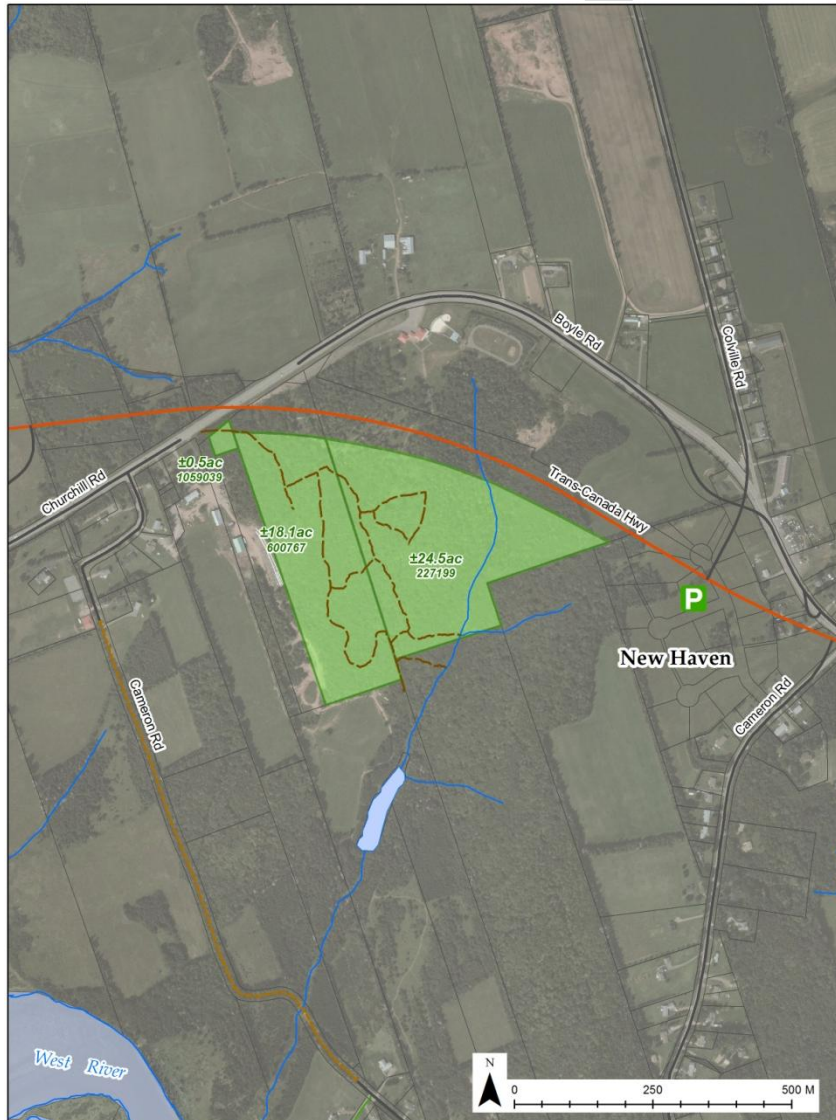 Boyle Rd
Colville Rd
Churchill Rd
±0.5ac
1059039
Trans-Canada Hwy
±18.1ac
600767
±24.5ac
227199
P
New Haven
Cameron Rd
Cameron Rd
West River
N
0 250 500 M